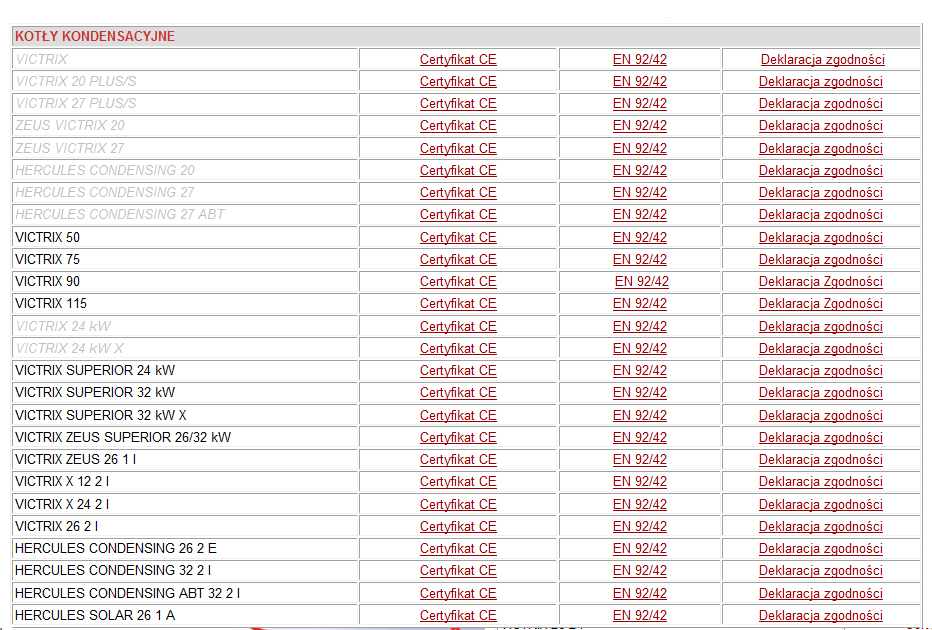 KOTŁY KONDENSACYJNE
VICTRIX Certyfikat CE EN 92/42 Deklaracja zgodności
VICTRIX 20 PLUS/S Certyfikat CE EN 92/42 Deklaracja zgodności
VICTRIX 27 PLUS/S Certyfikat CE EN 92/42 Deklaracja zgodności
ZEUS VICTRIX 20 Certyfikat CE EN 92/42 Deklaracja zgodności
ZEUS VICTRIX 27 Certyfikat CE EN 92/42 Deklaracja zgodności
HERCULES CONDENSING 20 Certyfikat CE EN 92/42 Deklaracja zgodności
HERCULES CONDENSING 27 Certyfikat CE EN 92/42 Deklaracja zgodności
HERCULES CONDENSING 27 ABT Certyfikat CE EN 92/42 Deklaracja zgodności
VICTRIX 50 Certyfikat CE EN 92/42 Deklaracja zgodności
VICTRIX 75 Certyfikat CE EN 92/42 Deklaracja zgodności
VICTRIX 90 Certyfikat CE EN 92/42 Deklaracja Zgodności
VICTRIX 115 Certyfikat CE EN 92/42 Deklaracja Zgodności
VICTRIX 24 kW Certyfikat CE EN 92/42 Deklaracja zgodności
VICTRIX 24 kW X Certyfikat CE EN 92/42 Deklaracja zgodności
VICTRIX SUPERIOR 24 kW Certyfikat CE EN 92/42 Deklaracja zgodności
VICTRIX SUPERIOR 32 kW Certyfikat CE EN 92/42 Deklaracja zgodności
VICTRIX SUPERIOR 32 kW X Certyfikat CE EN 92/42 Deklaracja zgodności
VICTRIX ZEUS SUPERIOR 26/32 kW Certyfikat CE EN 92/42 Deklaracja zgodności
VICTRIX ZEUS 26 1 I Certyfikat CE EN 92/42 Deklaracja zgodności
VICTRIX X 12 2 I Certyfikat CE EN 92/42 Deklaracja zgodności
VICTRIX X 24 2 I Certyfikat CE EN 92/42 Deklaracja zgodności
VICTRIX 26 2 I Certyfikat CE EN 92/42 Deklaracja zgodności
HERCULES CONDENSING 26 2 E Certyfikat CE EN 92/42 Deklaracja zgodności
HERCULES CONDENSING 32 2 I Certyfikat CE EN 92/42 Deklaracja zgodności
HERCULES CONDENSING ABT 32 2 I Certyfikat CE EN 92/42 Deklaracja zgodności
HERCULES SOLAR 26 1 A Certyfikat CE EN 92/42 Deklaracja zgodności